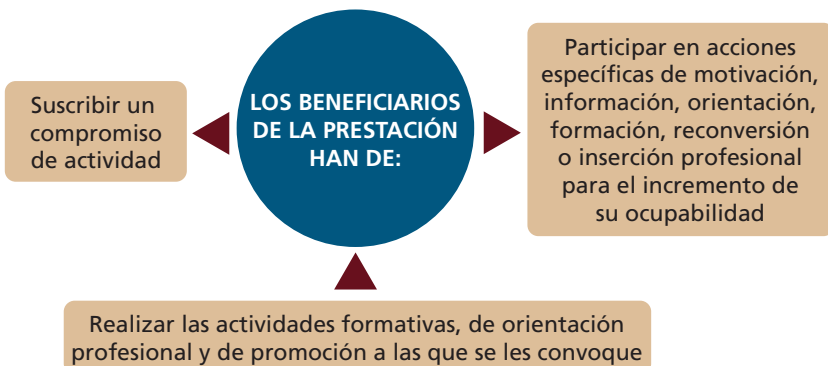 LOS BENEFICIARIOS
DE LA PRESTACIÓN
HAN DE:
Suscribir un
compromiso
de actividad
Participar en acciones
específicas de motivación,
información, orientación,
formación, reconversión
o inserción profesional
para el incremento de
su ocupabilidad
Realizar las actividades formativas, de orientación
profesional y de promoción a las que se les convoque